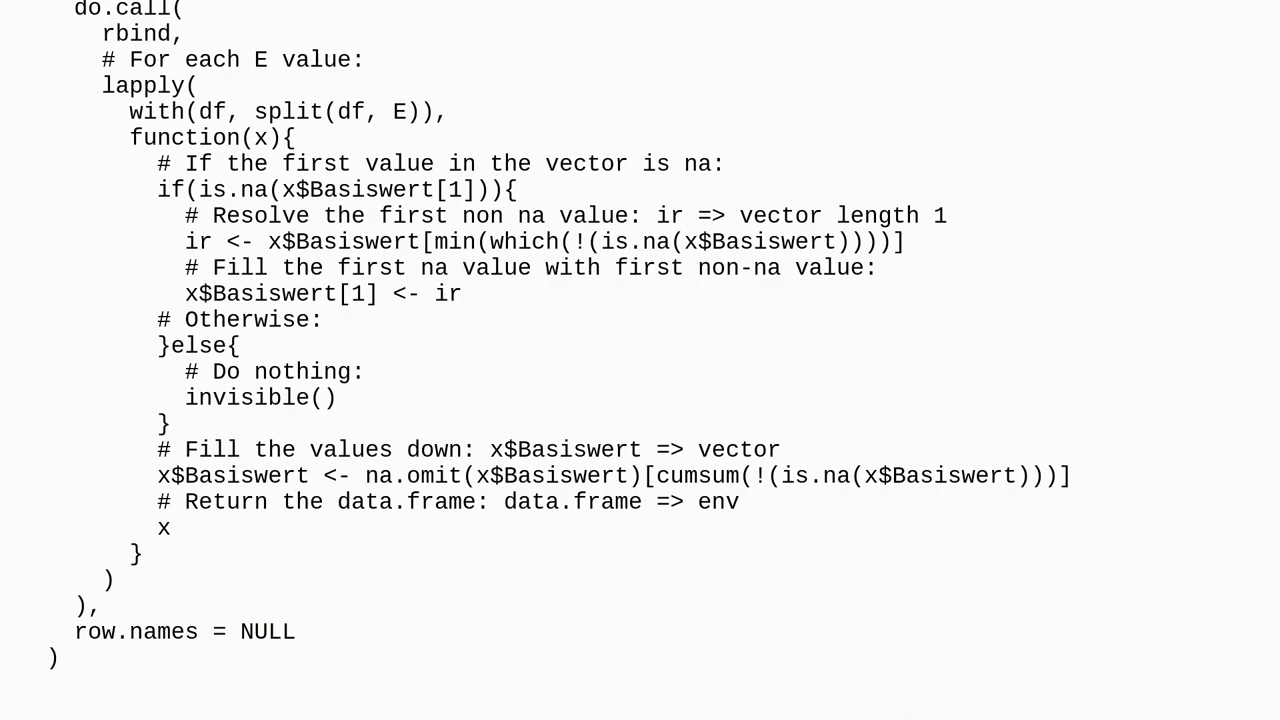 do.call(
rbind,
# For each E value:
lapply(
with(df, split(df, E)),
function(x){
# If the first value in the vector is na:
if(is.na(x$Basiswert[1])){
# Resolve the first non na value: ir => vector length 1
ir <- x$Basiswert[min(which(!(is.na(x$Basiswert))))]
# Fill the first na value with first non-na value:
x$Basiswert[1] <- ir
# Otherwise:
}else{
# Do nothing:
invisible()
}
# Fill the values down: x$Basiswert => vector
x$Basiswert <- na.omit(x$Basiswert)[cumsum(!(is.na(x$Basiswert)))]
# Return the data.frame: data.frame => env
x
}
)
),
row.names = NULL
)